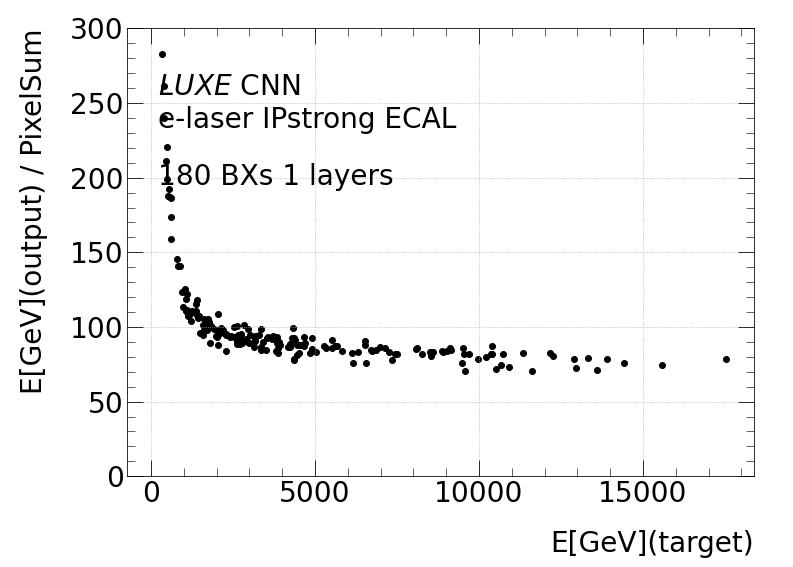 300
250
200
150
100
50
0
E[GeV](output) / PixelSum
LUXE CNN
e-laser IPstrong ECAL
180 BXs 1 layers
0 5000 10000 15000
E[GeV](target)